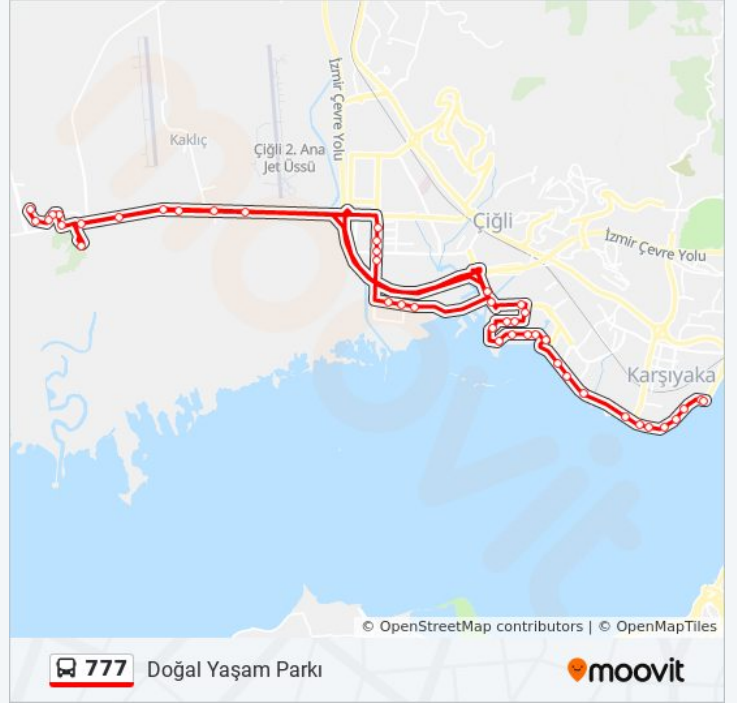 İzmir Çevre Yolu
Kaklıç
Çiğli 2. Ana
Jet Üssü
Çiğli
İzmir Çevre Yolu
Karşıyaka
moovit
© OpenStreetMap contributors | © OpenMapTiles
777 Doğal Yaşam Parkı
moovit